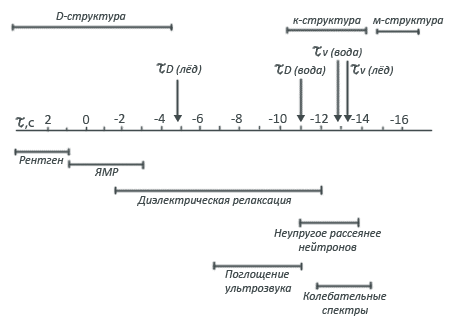 D-структура
к-структура
м-структура
τv (вода)
τD (лёд)
τD (вода)
τv (лёд)
τ,с
2 0 -2 -4 -6 -8 -10 -12 -14 -16
Рентген
ЯМР
Диэлектрическая релаксация
Неупругое рассеянее
нейтронов
Поглощение
ультрозвука
Колебательные
спектры